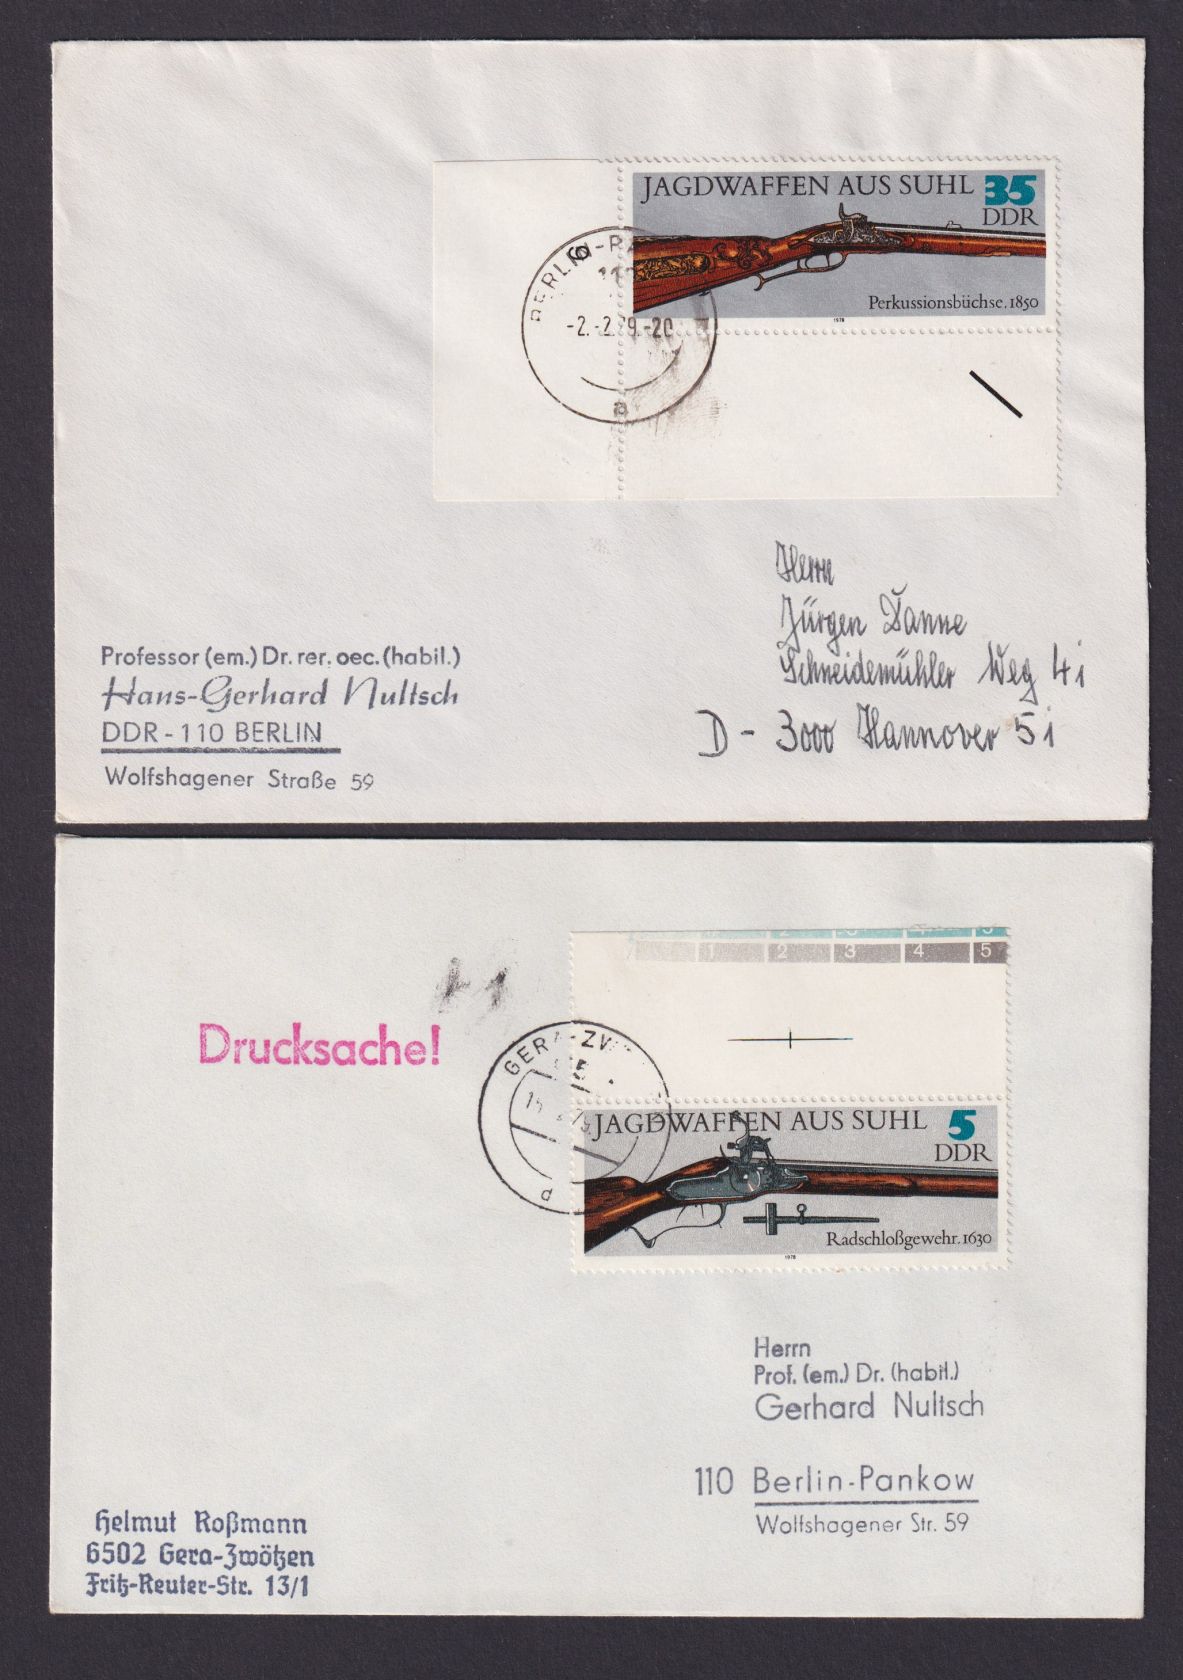 JAGDWAFFEN AUS SUHL 35
DDR
Perkussionsbüchse. 1850
1978
-2.-2.79.-20
a
Herrn
Jürgen Danne
Schneidemühler Weg 41
D - 3000 Hannover 51
Professor (em.) Dr. rer. oec. (habil.)
Hans-Gerhard Nultsch
DDR - 110 BERLIN
Wolfshagener Straße 59
1 2 3 4 5
Drucksache!
JAGDWAFFEN AUS SUHL 5
DDR
Radschloßgewehr. 1630
1978
Herrn
Prof. (em.) Dr. (habil.)
Gerhard Nultsch
110 Berlin-Pankow
Wolfshagener Str. 59
Helmut Roßmann
6502 Gera-Zwötzen
Fritz-Reuter-Str. 13/1